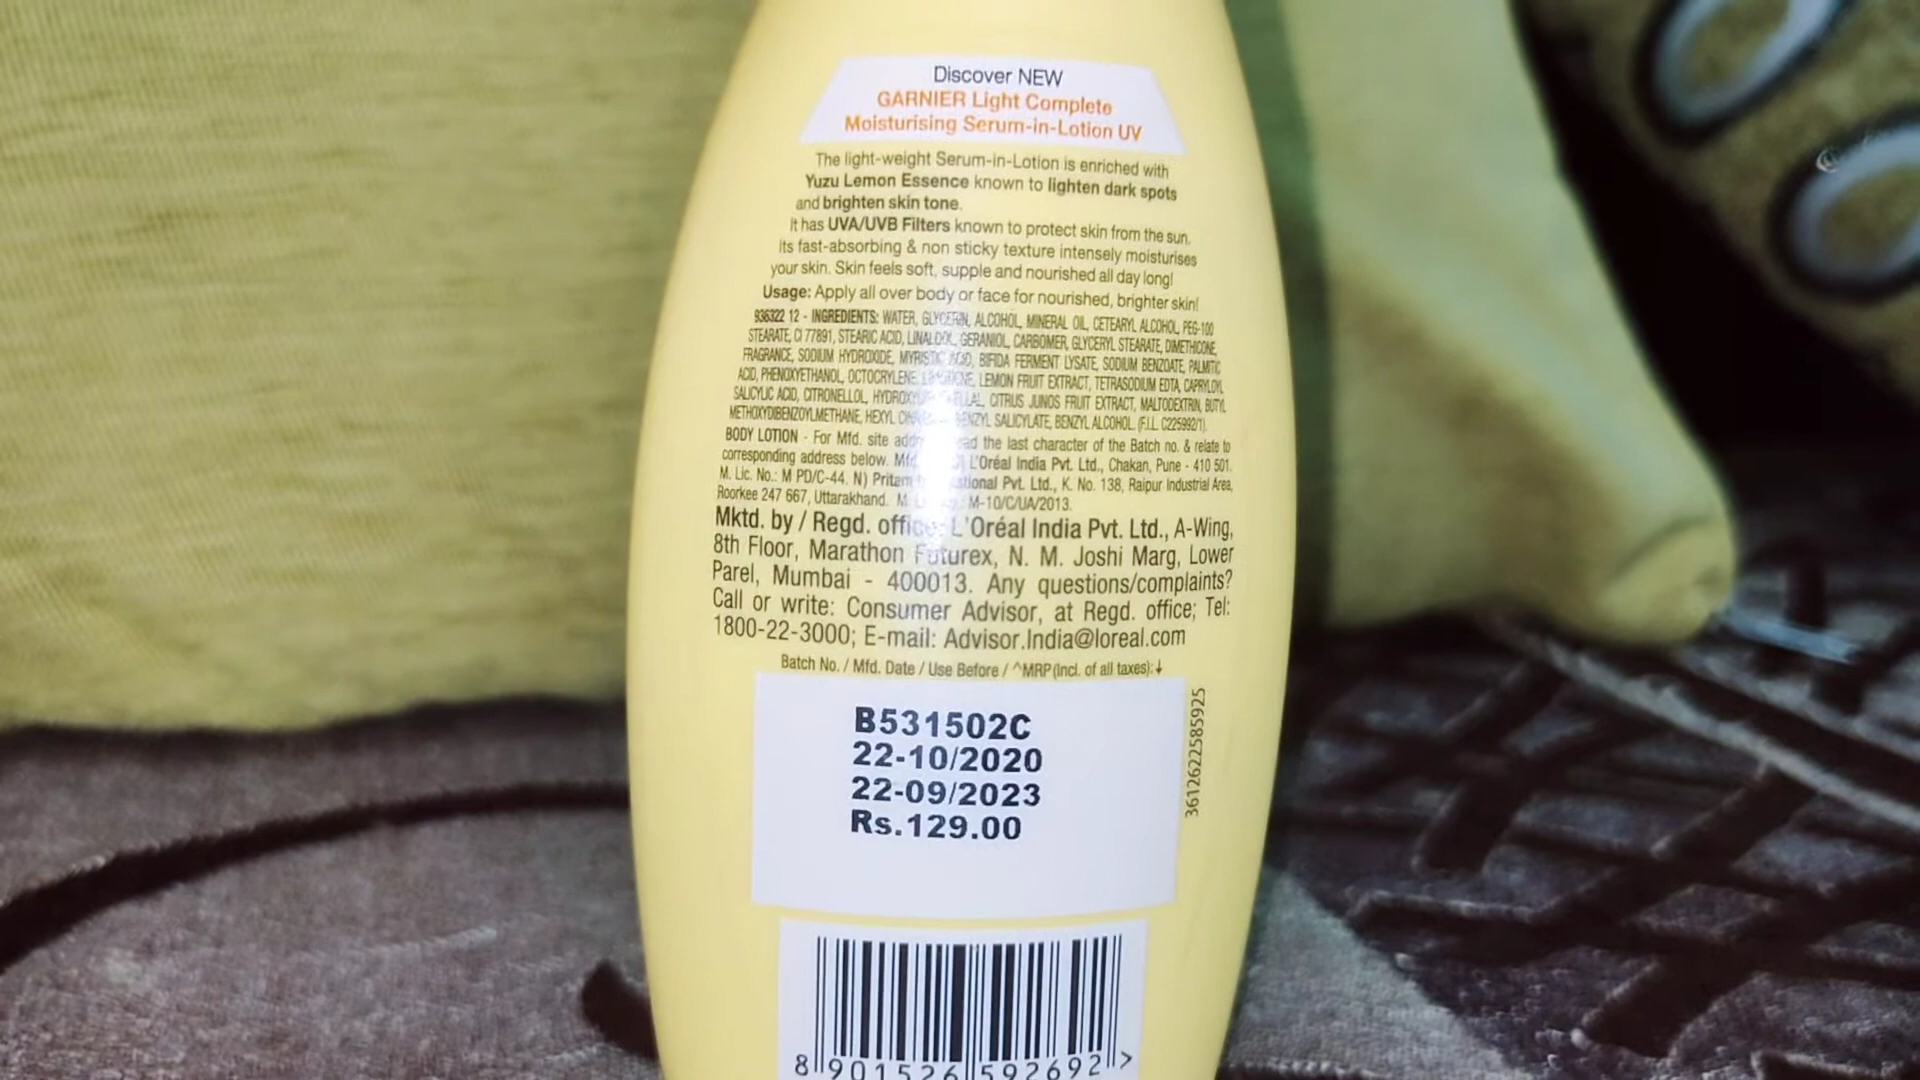 Discover NEW
GARNIER Light Complete
Moisturising Serum-in-Lotion UV
The light-weight Serum-in-Lotion is enriched with
Yuzu Lemon Essence known to lighten dark spots
and brighten skin tone.
It has UVA/UVB Filters known to protect skin from the sun.
Its fast-absorbing & non sticky texture intensely moisturises
your skin. Skin feels soft, supple and nourished all day long!
Usage: Apply all over body or face for nourished, brighter skin!
936322 12 - INGREDIENTS: WATER, GLYCERIN, ALCOHOL, MINERAL OIL, CETEARYL ALCOHOL, PEG-100
STEARATE, CI 77891, STEARIC ACID, LINALOOL, GERANIOL, CARBOMER, GLYCERYL STEARATE, DIMETHICONE,
FRAGRANCE, SODIUM HYDROXIDE, MYRISTIC ACID, BIFIDA FERMENT LYSATE, SODIUM BENZOATE, PALMITIC
ACID, PHENOXYETHANOL, OCTOCRYLENE, LEMON FRUIT EXTRACT, TETRASODIUM EDTA, CAPRYLOYL
SALICYLIC ACID, CITRONELLOL, CITRUS JUNOS FRUIT EXTRACT, MALTODEXTRIN, BUTYL
METHOXYDIBENZOYLMETHANE, HEXYL BENZYL SALICYLATE, BENZYL ALCOHOL. (F.I.L. C225992/1).
BODY LOTION - For Mfd. site the last character of the Batch no. & relate to
corresponding address below. L'Oréal India Pvt. Ltd., Chakan, Pune - 410 501.
M. Lic. No.: M PD/C-44. N) Pritam Pvt. Ltd., K. No. 138, Raipur Industrial Area,
Roorkee 247 667, Uttarakhand. M. M-10/C/UA/2013.
Mktd. by / Regd. office: L'Oréal India Pvt. Ltd., A-Wing,
8th Floor, Marathon Futurex, N. M. Joshi Marg, Lower
Parel, Mumbai - 400013. Any questions/complaints?
Call or write: Consumer Advisor, at Regd. office; Tel:
1800-22-3000; E-mail: Advisor.India@loreal.com
Batch No. / Mfd. Date / Use Before / ^MRP (Incl. of all taxes):↓
B531502C
22-10/2020
22-09/2023
Rs.129.00
3612622585925
8 901526 592692 >